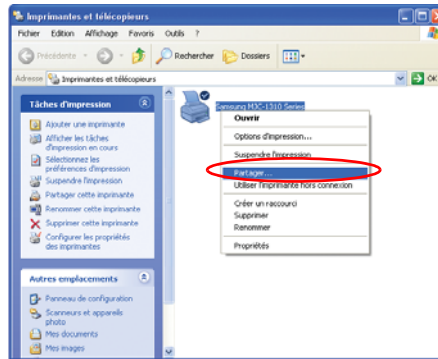 Imprimantes et télécopieurs
Fichier Edition Affichage Favoris Outils ?
Précédente Rechercher Dossiers
Adresse Imprimantes et télécopieurs OK
Tâches d'impression
Ajouter une imprimante
Afficher les tâches
d'impression en cours
Sélectionnez les
préférences d'impression
Suspendre l'impression
Partager cette imprimante
Renommer cette imprimante
Supprimer cette imprimante
Configurer les propriétés
des imprimantes
Autres emplacements
Panneau de configuration
Scanneurs et appareils
photo
Mes documents
Mes images
Samsung MJC-1310 Series
Ouvrir
Options d'impression...
Suspendre l'impression
Partager...
Utiliser l'imprimante hors connexion
Créer un raccourci
Supprimer
Renommer
Propriétés